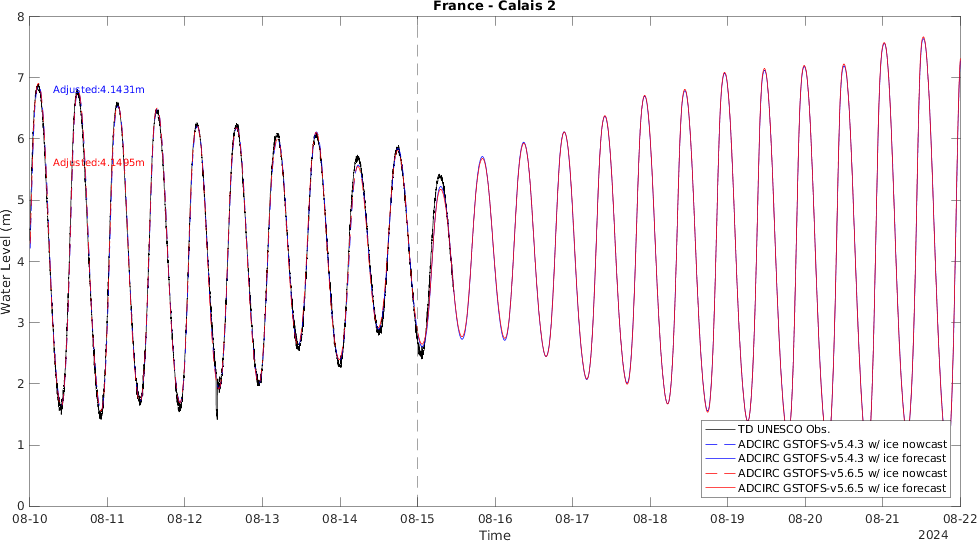 France - Calais 2
8
7
6
5
4
3
2
1
0
Water Level (m)
Adjusted:4.1431m
Adjusted:4.1495m
TD UNESCO Obs.
ADCIRC GSTOFS-v5.4.3 w/ ice nowcast
ADCIRC GSTOFS-v5.4.3 w/ ice forecast
ADCIRC GSTOFS-v5.6.5 w/ ice nowcast
ADCIRC GSTOFS-v5.6.5 w/ ice forecast
08-10 08-11 08-12 08-13 08-14 08-15 08-16 08-17 08-18 08-19 08-20 08-21 08-22
Time
2024